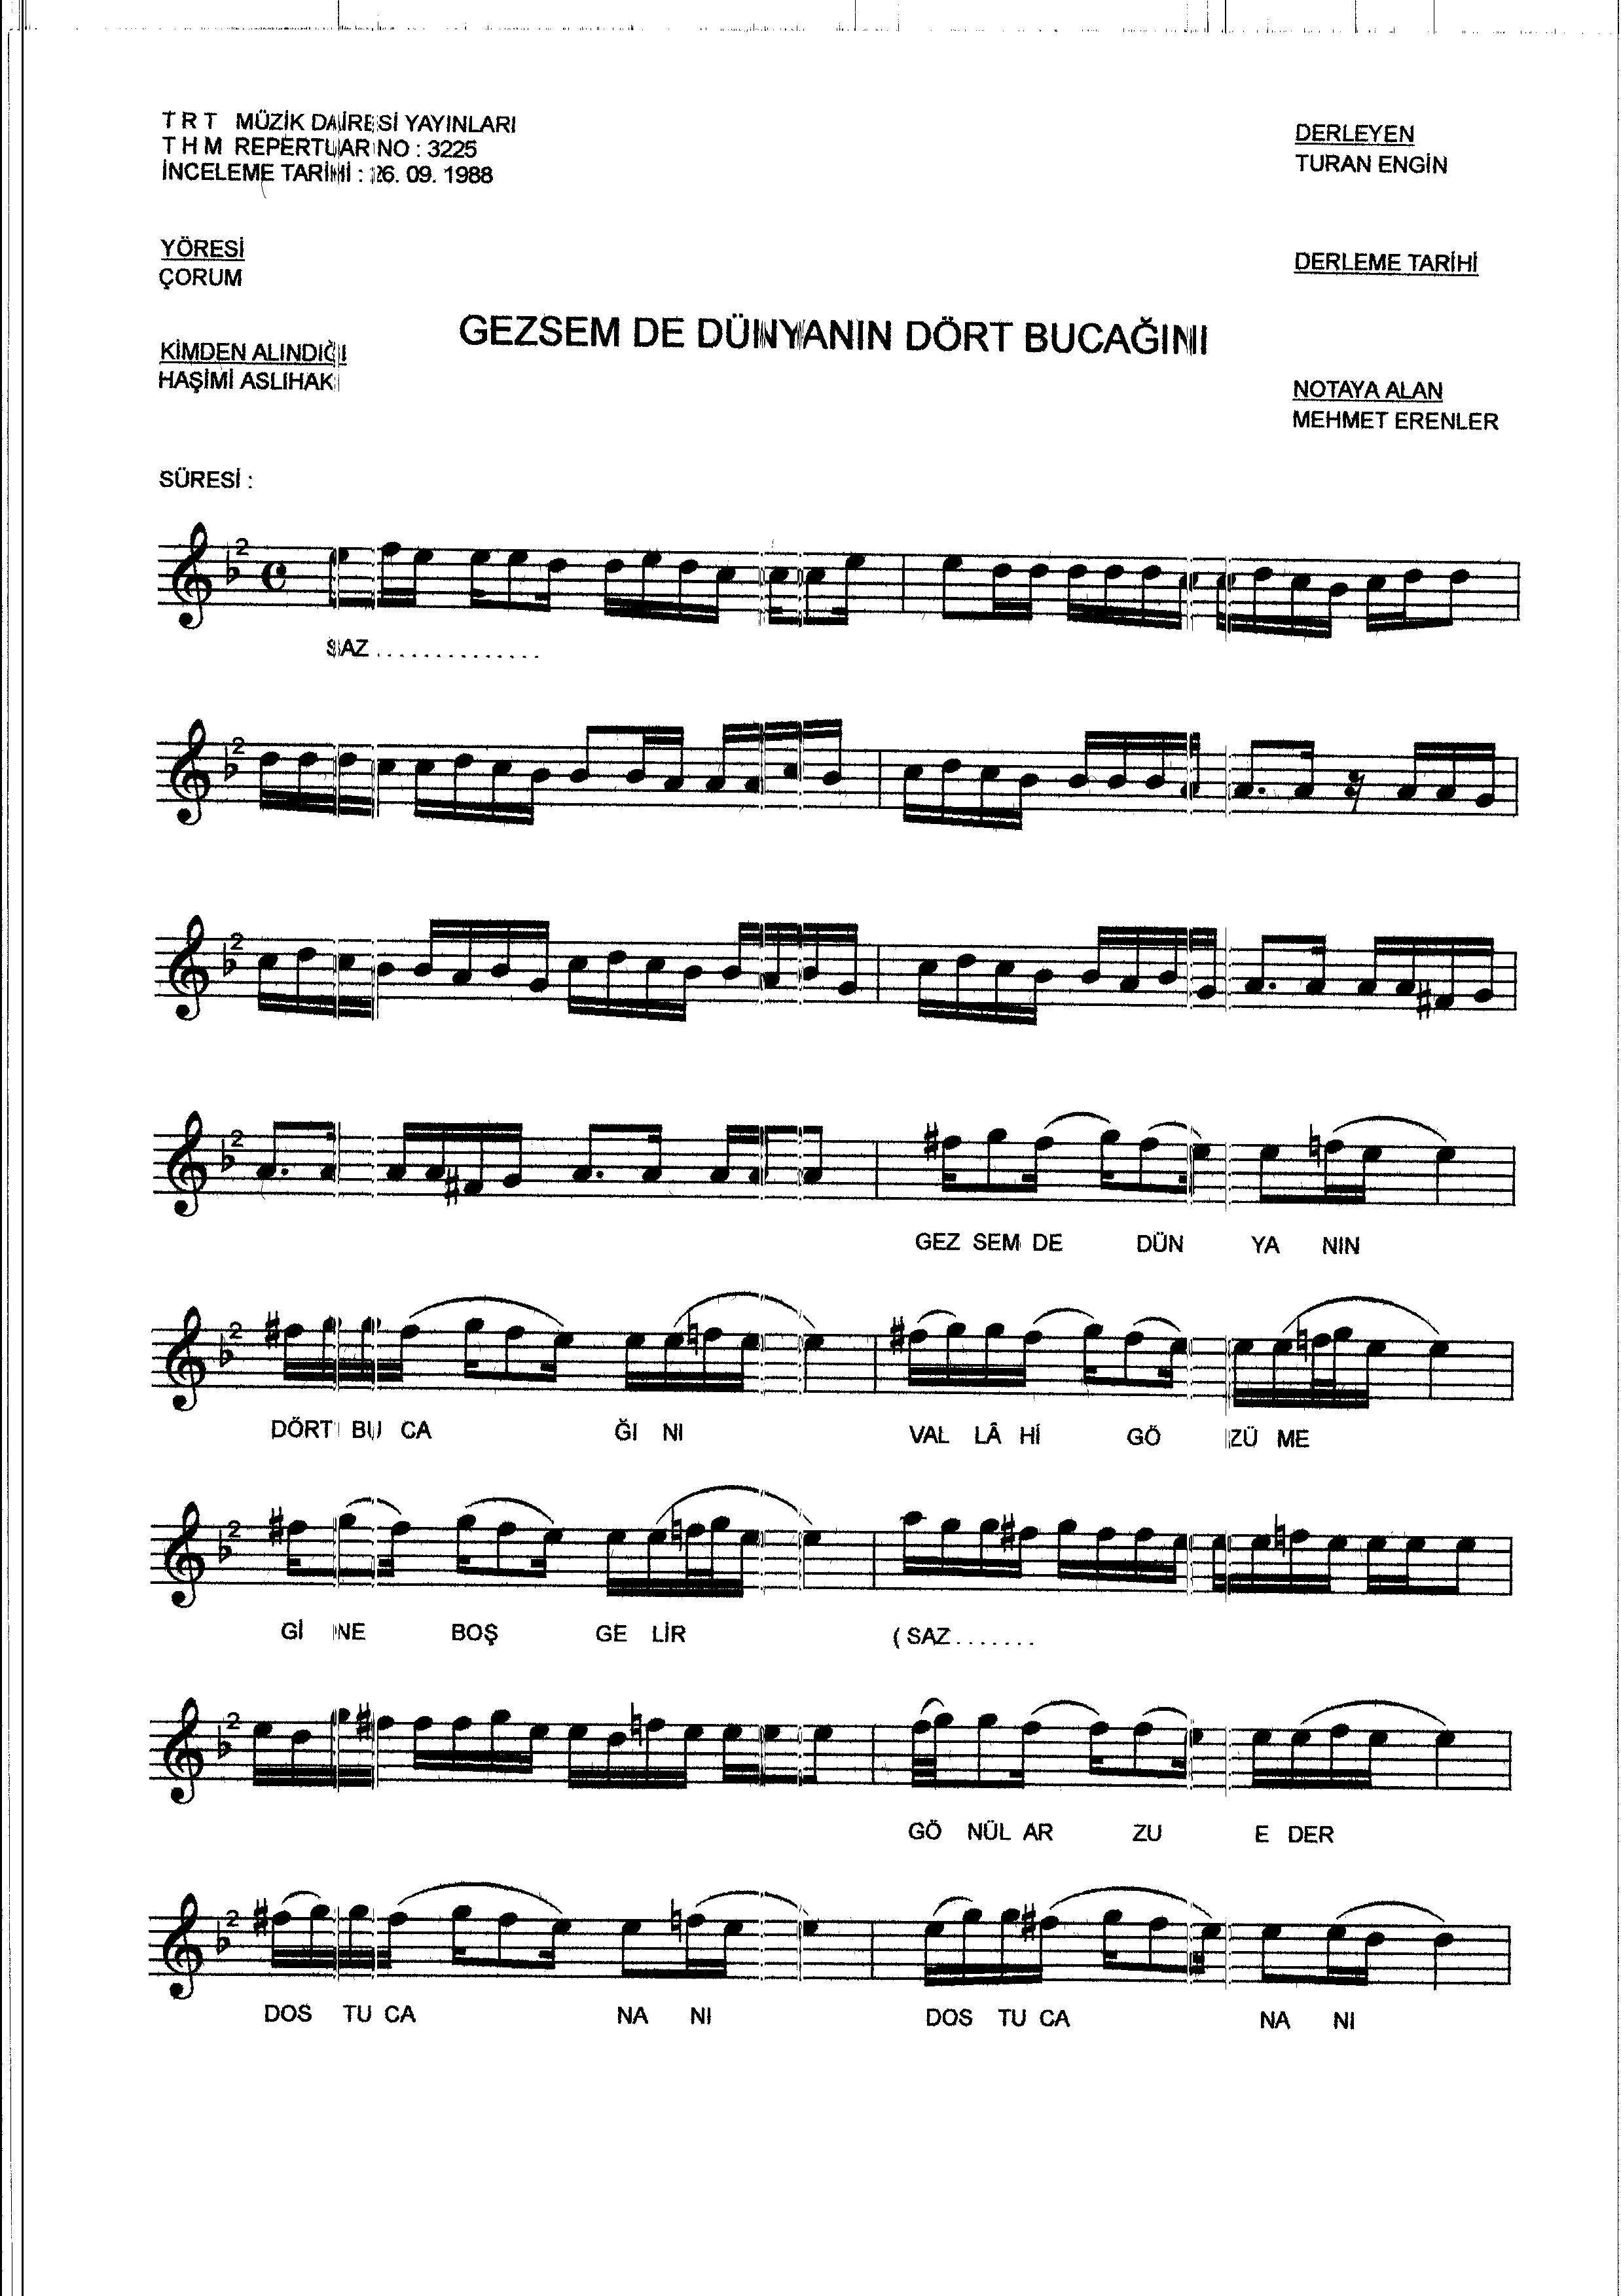 T R T MÜZİK DAİRESİ YAYINLARI
T H M REPERTUAR NO : 3225
İNCELEME TARİHİ : 26. 09. 1988
DERLEYEN
TURAN ENGİN
YÖRESİ
ÇORUM
DERLEME TARİHİ
GEZSEM DE DÜNYANIN DÖRT BUCAĞINI
KİMDEN ALINDIĞI
HAŞİMİ ASLIHAK
NOTAYA ALAN
MEHMET ERENLER
SÜRESİ :
SAZ . . . . . . . . . . . . . .
GEZ SEM DE DÜN YA NIN
DÖRT BU CA ĞI NI VAL LÂ Hİ GÖ ZÜ ME
Gİ NE BOŞ GE LİR ( SAZ . . . . . . .
GÖ NÜL AR ZU E DER
DOS TU CA NA NI DOS TU CA NA NI